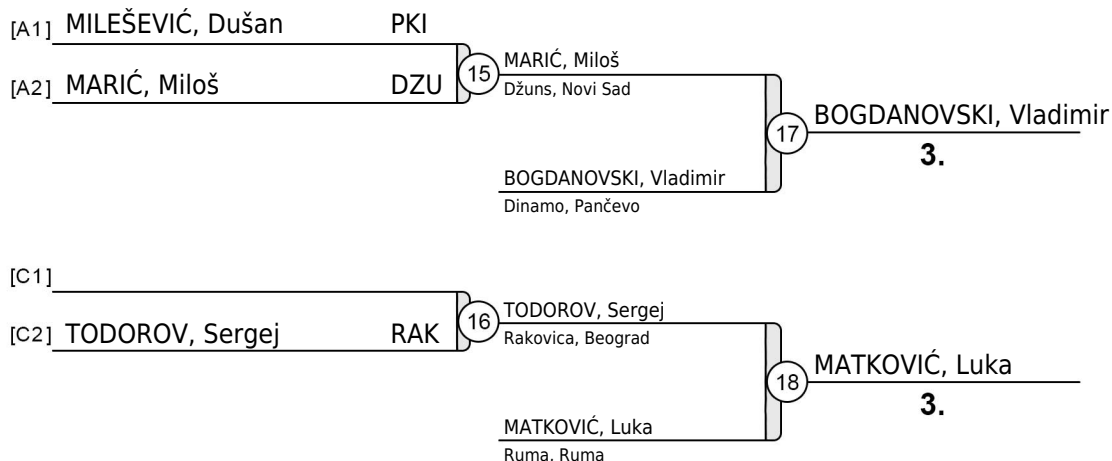 [A1] MILEŠEVIĆ, Dušan PKI
[A2] MARIĆ, Miloš DZU
15
MARIĆ, Miloš
Džuns, Novi Sad
17
BOGDANOVSKI, Vladimir
3.
BOGDANOVSKI, Vladimir
Dinamo, Pančevo
[C1]
[C2] TODOROV, Sergej RAK
16
TODOROV, Sergej
Rakovica, Beograd
18
MATKOVIĆ, Luka
3.
MATKOVIĆ, Luka
Ruma, Ruma